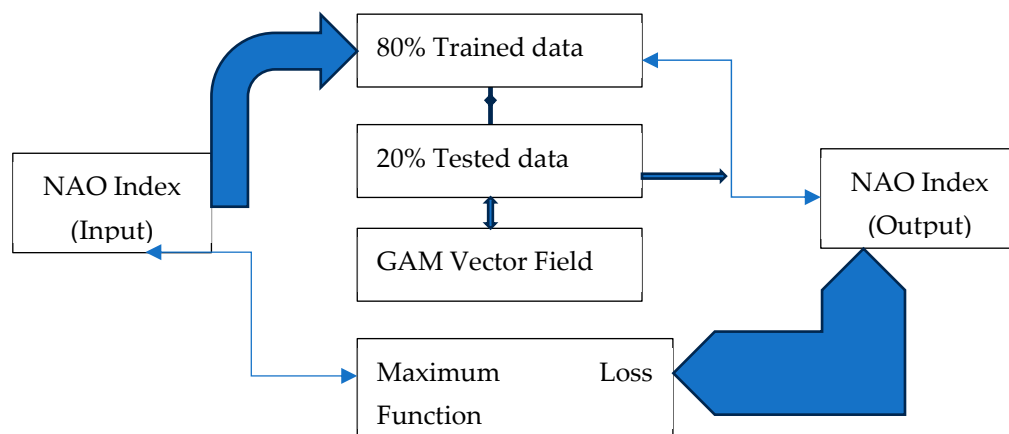 80% Trained data
20% Tested data
NAO Index
(Input)
NAO Index
(Output)
GAM Vector Field
Maximum Loss
Function